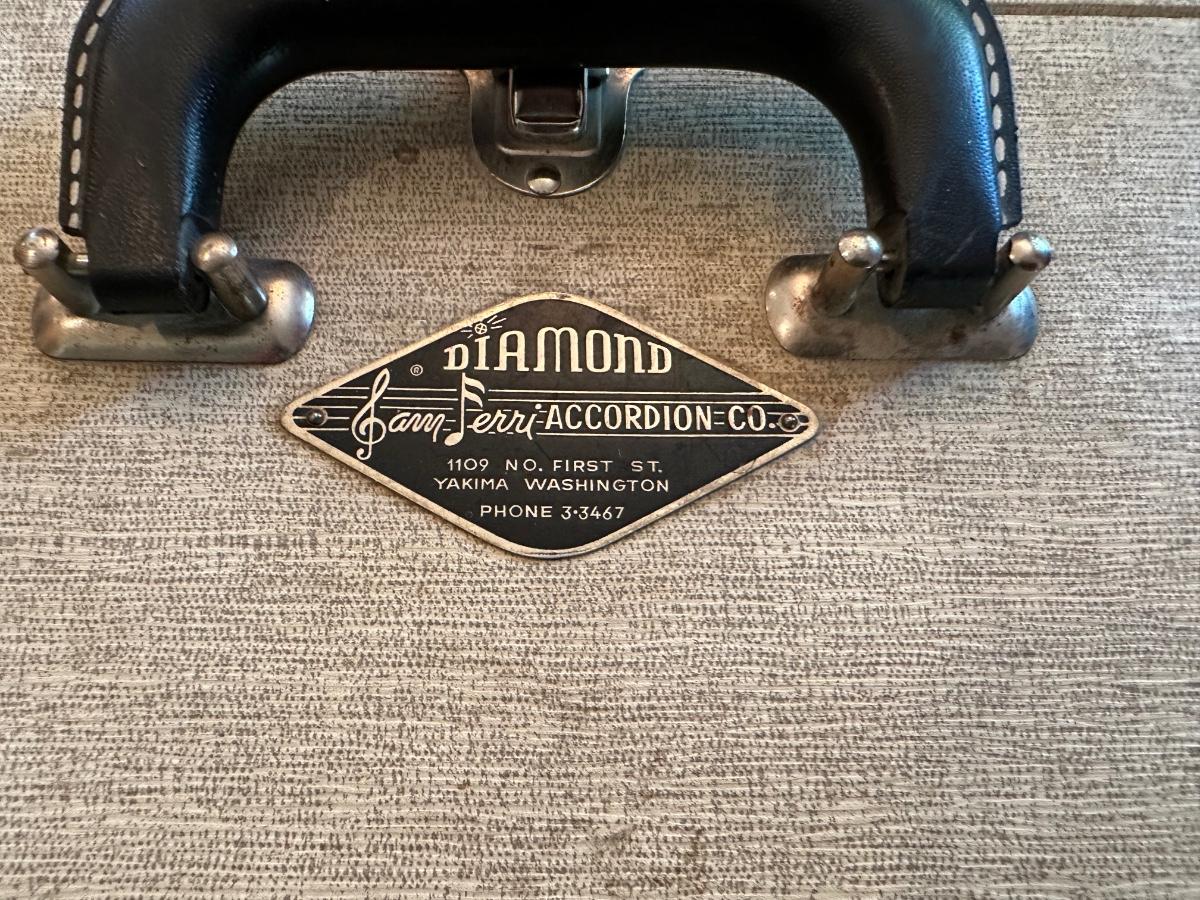 DIAMOND
®
Sam Ferri ACCORDION CO.
1109 NO. FIRST ST.
YAKIMA WASHINGTON
PHONE 3·3467